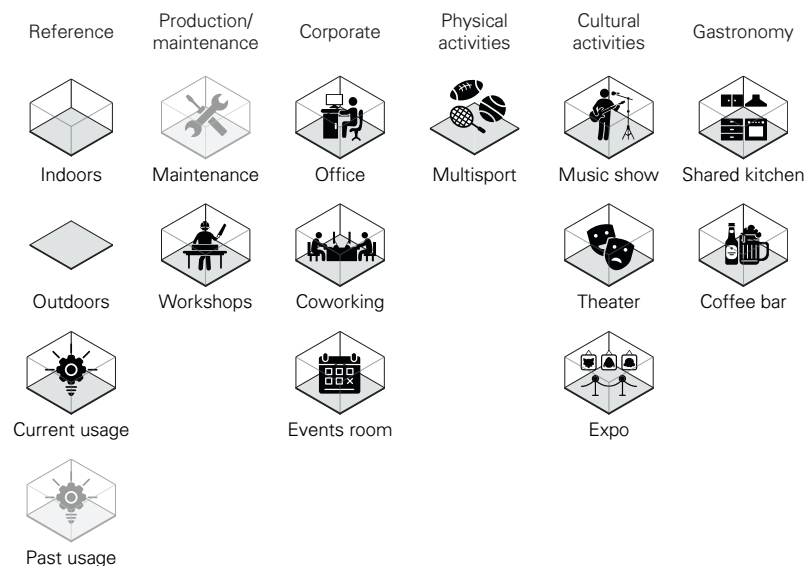 Reference
Production/
maintenance
Corporate
Physical
activities
Cultural
activities
Gastronomy
Indoors
Maintenance
Office
Multisport
Music show
Shared kitchen
Outdoors
Workshops
Coworking
Theater
Coffee bar
Current usage
Events room
Expo
Past usage